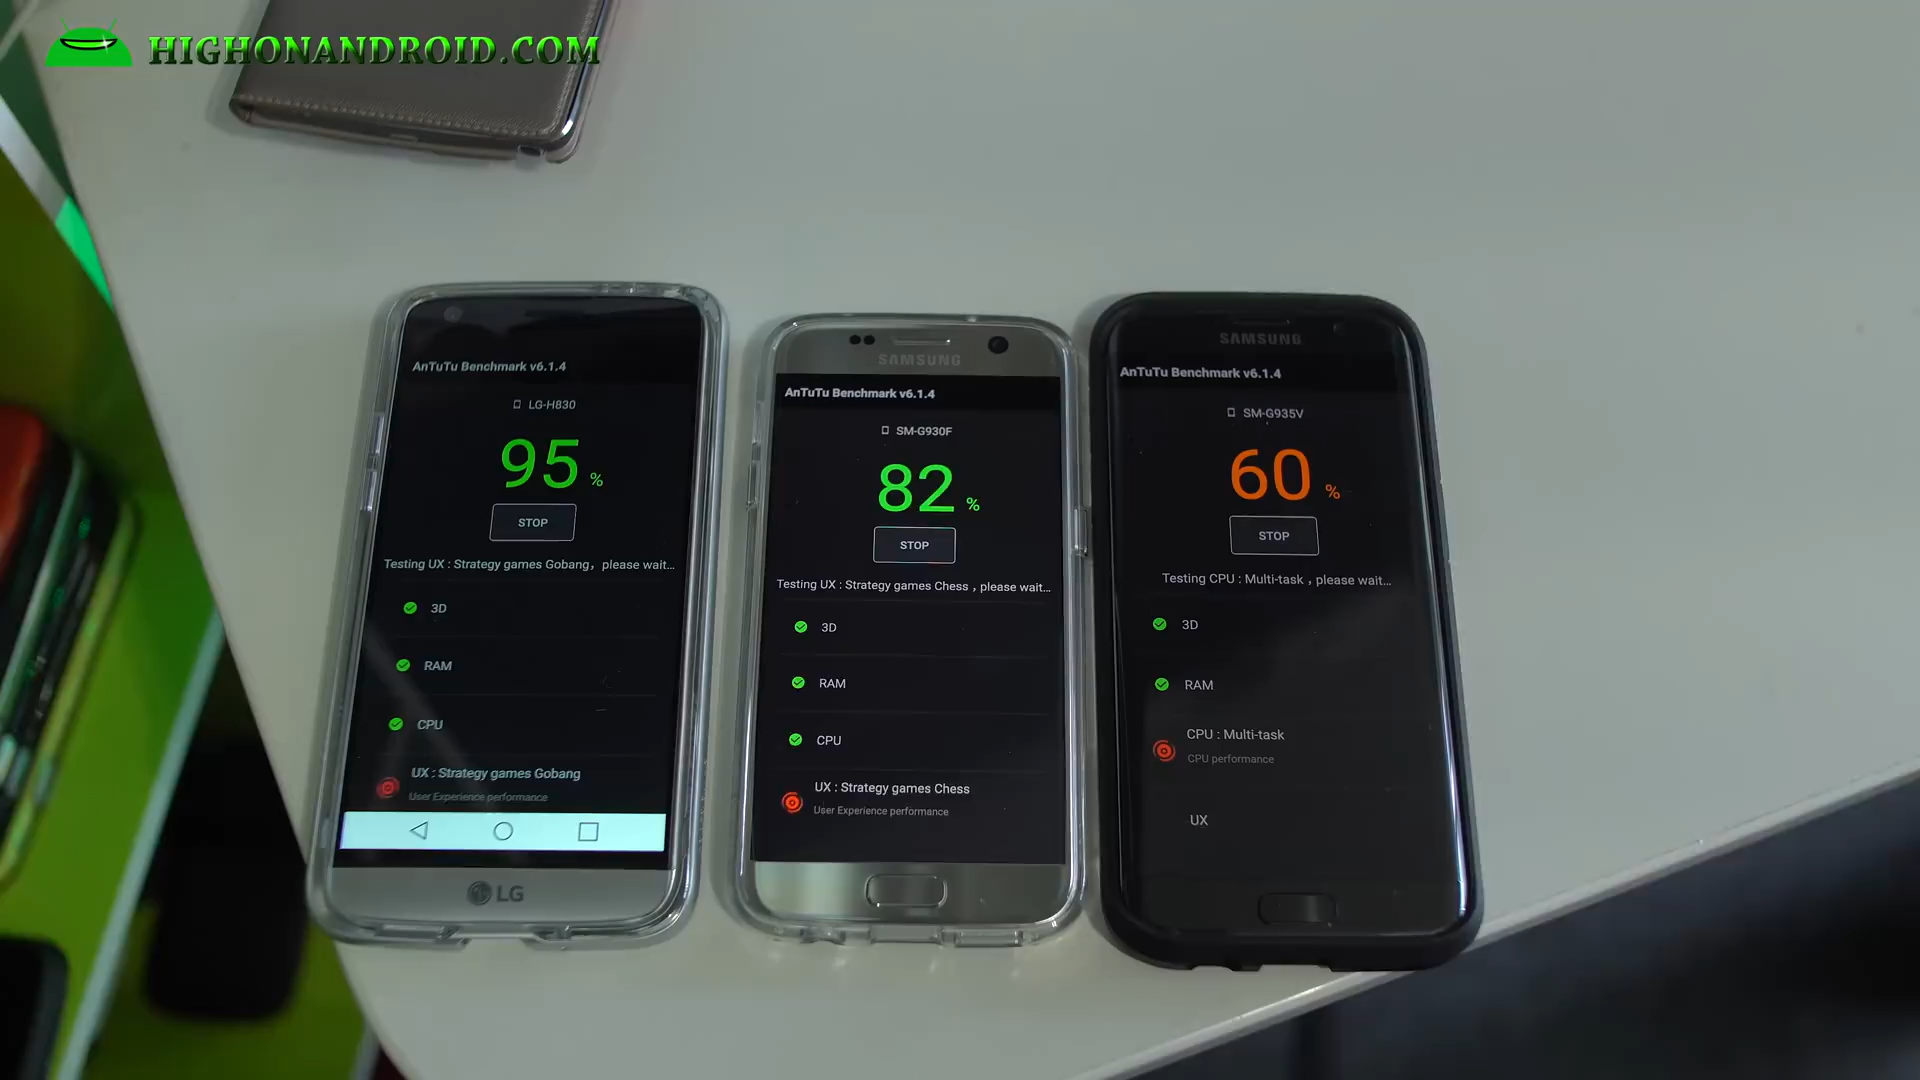 HIGHONANDROID.COM
AnTuTu Benchmark v6.1.4
LG-H830
95 %
STOP
Testing UX : Strategy games Gobang, please wait...
3D
RAM
CPU
UX : Strategy games Gobang
User Experience performance
LG
SAMSUNG
AnTuTu Benchmark v6.1.4
SM-G930F
82 %
STOP
Testing UX : Strategy games Chess , please wait...
3D
RAM
CPU
UX : Strategy games Chess
User Experience performance
SAMSUNG
AnTuTu Benchmark v6.1.4
SM-G935V
60 %
STOP
Testing CPU : Multi-task , please wait...
3D
RAM
CPU : Multi-task
CPU performance
UX